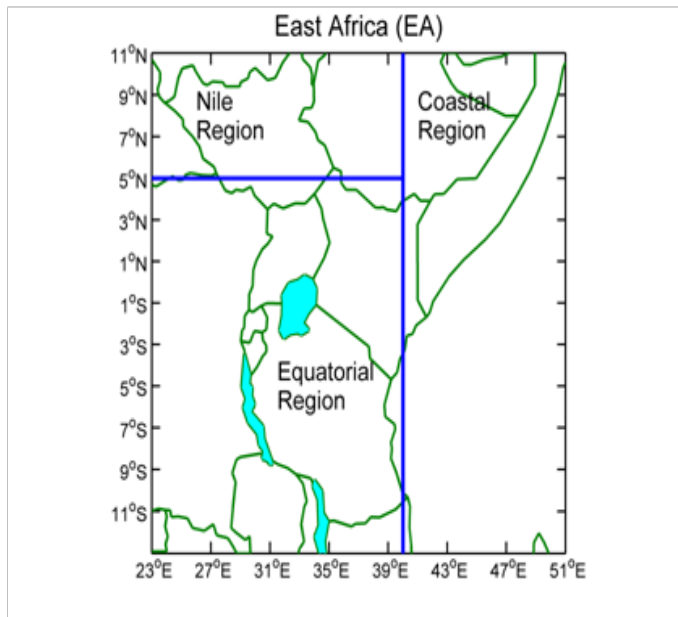 East Africa (EA)
11°N
9°N
7°N
5°N
3°N
1°N
1°S
3°S
5°S
7°S
9°S
11°S
Nile
Region
Coastal
Region
Equatorial
Region
23°E 27°E 31°E 35°E 39°E 43°E 47°E 51°E